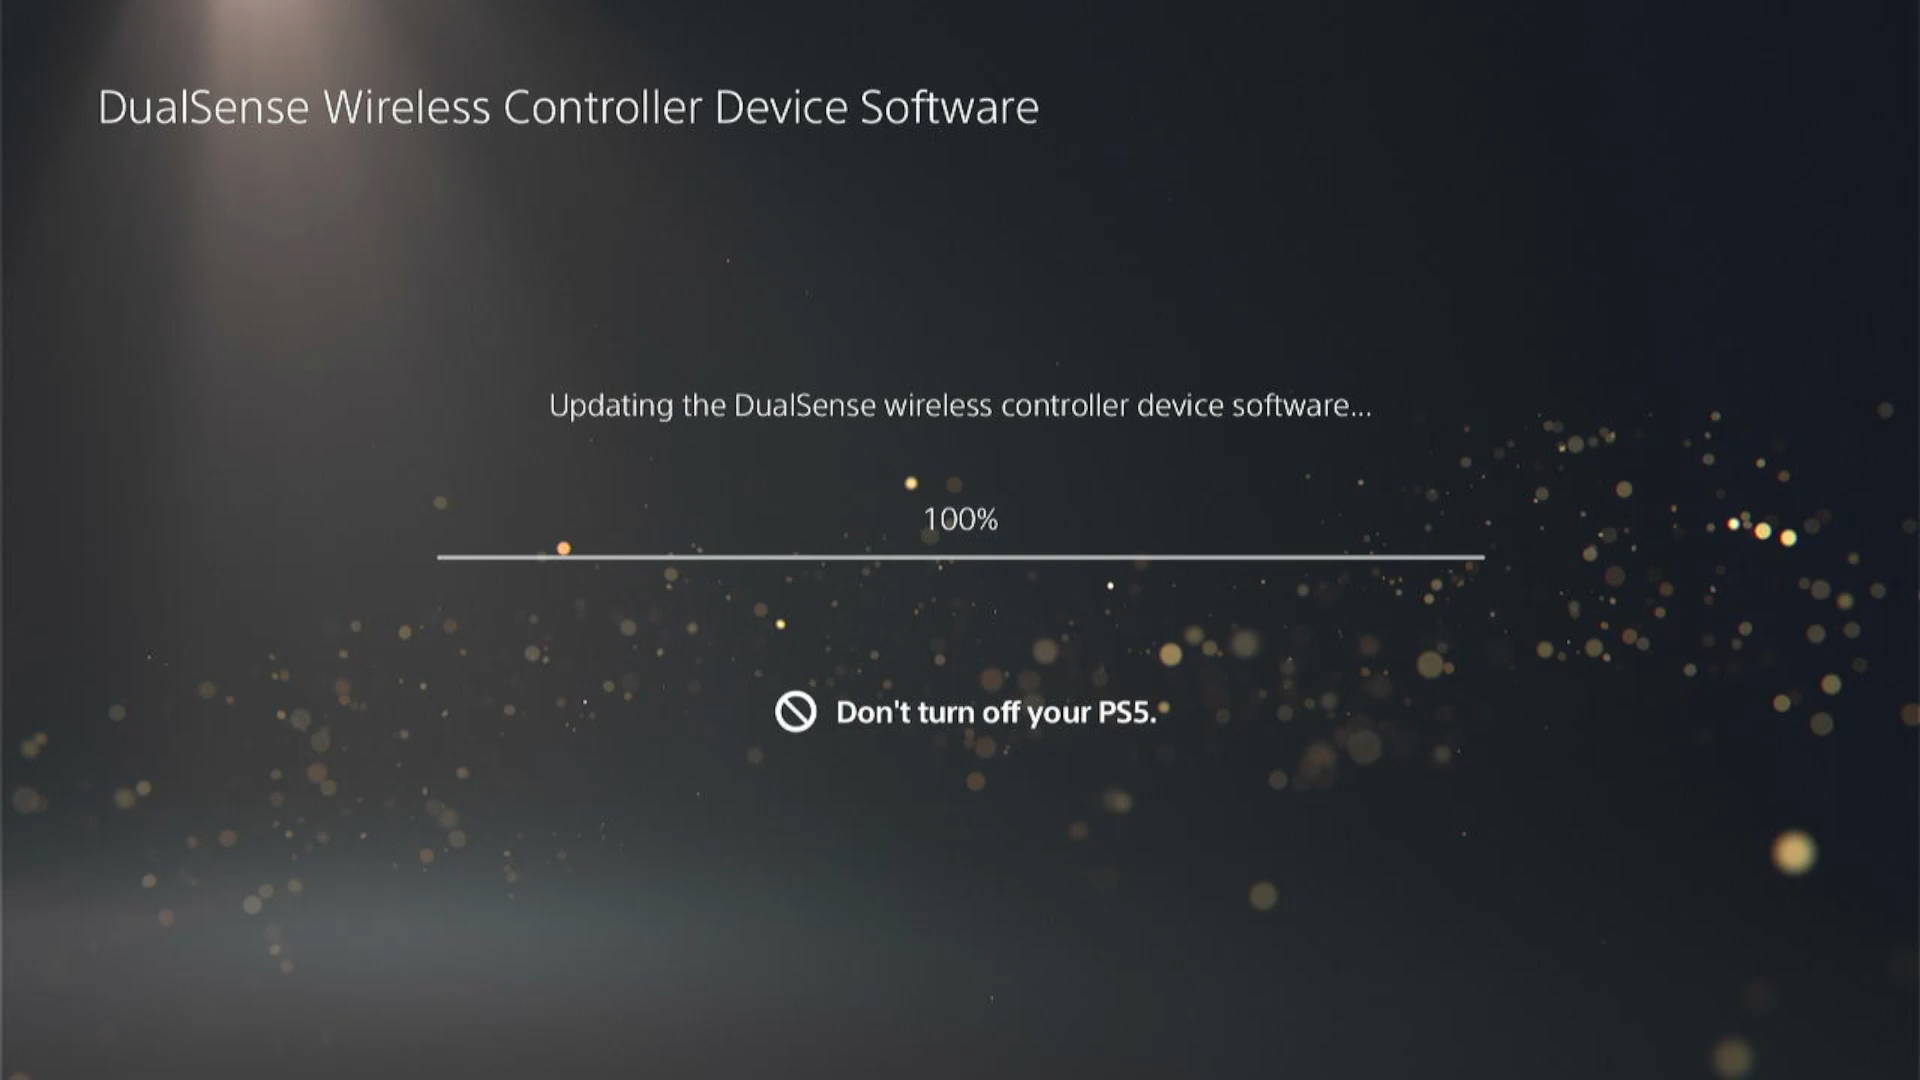 DualSense Wireless Controller Device Software
Updating the DualSense wireless controller device software...
100%
Don't turn off your PS5.